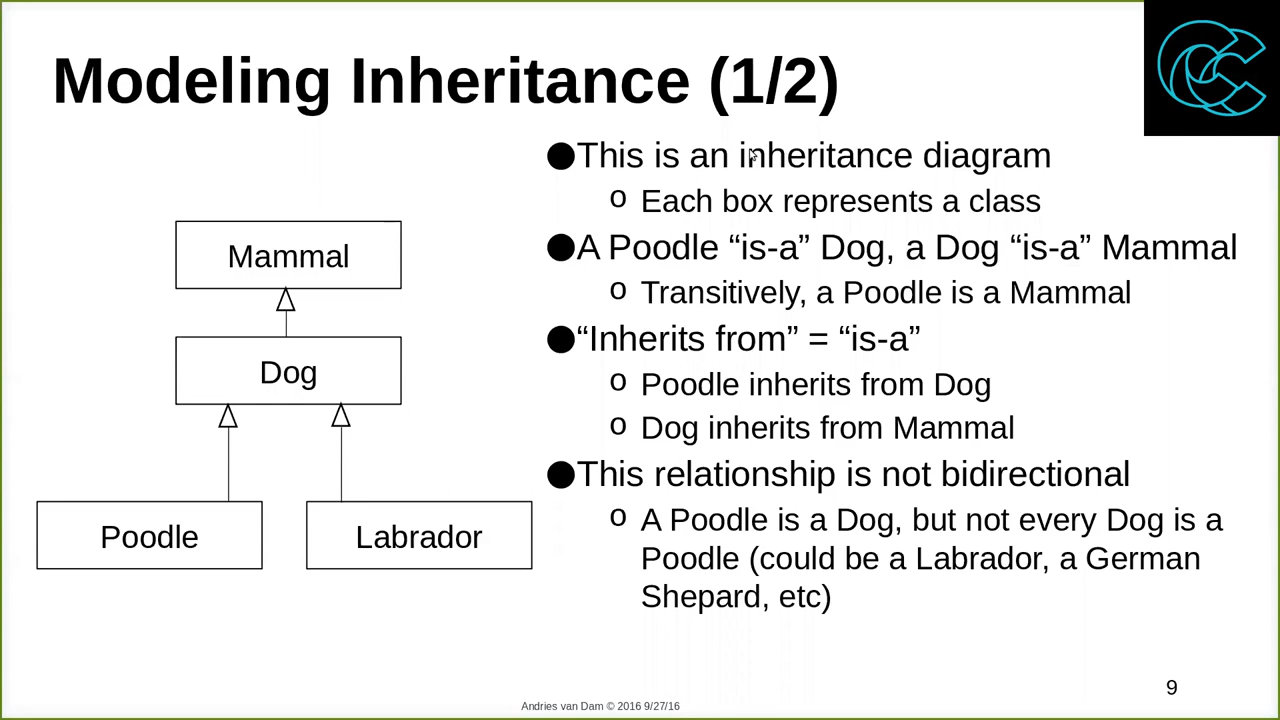 Modeling Inheritance (1/2)
Mammal
Dog
Poodle
Labrador
●This is an inheritance diagram
o Each box represents a class
●A Poodle “is-a” Dog, a Dog “is-a” Mammal
o Transitively, a Poodle is a Mammal
●“Inherits from” = “is-a”
o Poodle inherits from Dog
o Dog inherits from Mammal
●This relationship is not bidirectional
o A Poodle is a Dog, but not every Dog is a
Poodle (could be a Labrador, a German
Shepard, etc)
Andries van Dam © 2016 9/27/16
9